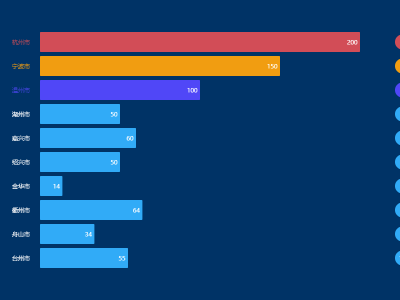 杭州市 200
宁波市 150
温州市 100
湖州市 50
嘉兴市 60
绍兴市 50
金华市 14
衢州市 64
舟山市 34
台州市 55